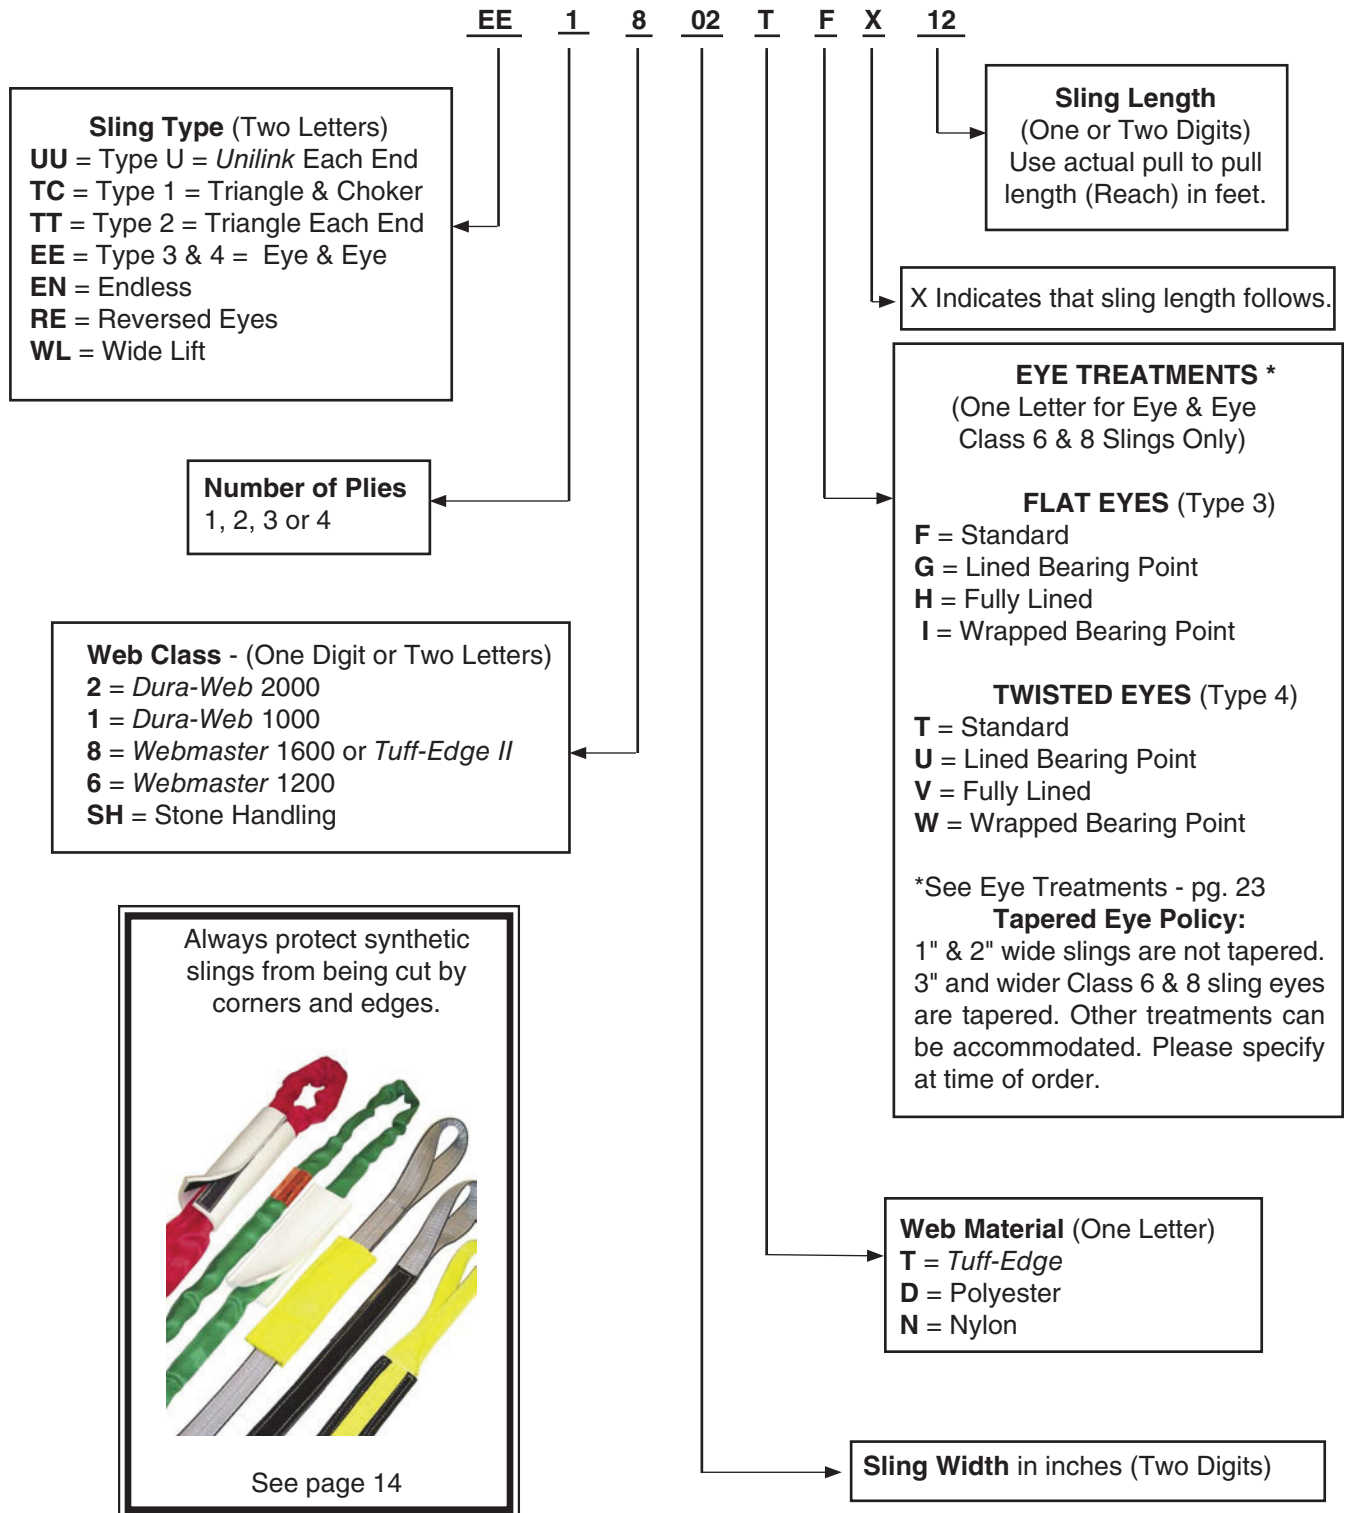 EE 1 8 02 T F X 12
Sling Type (Two Letters)
UU = Type U = Unilink Each End
TC = Type 1 = Triangle & Choker
TT = Type 2 = Triangle Each End
EE = Type 3 & 4 = Eye & Eye
EN = Endless
RE = Reversed Eyes
WL = Wide Lift
Sling Length
(One or Two Digits)
Use actual pull to pull
length (Reach) in feet.
X Indicates that sling length follows.
Number of Plies
1, 2, 3 or 4
EYE TREATMENTS *
(One Letter for Eye & Eye
Class 6 & 8 Slings Only)
FLAT EYES (Type 3)
F = Standard
G = Lined Bearing Point
H = Fully Lined
I = Wrapped Bearing Point
TWISTED EYES (Type 4)
T = Standard
U = Lined Bearing Point
V = Fully Lined
W = Wrapped Bearing Point
*See Eye Treatments - pg. 23
Tapered Eye Policy:
1" & 2" wide slings are not tapered.
3" and wider Class 6 & 8 sling eyes
are tapered. Other treatments can
be accommodated. Please specify
at time of order.
Web Class - (One Digit or Two Letters)
2 = Dura-Web 2000
1 = Dura-Web 1000
8 = Webmaster 1600 or Tuff-Edge II
6 = Webmaster 1200
SH = Stone Handling
Always protect synthetic
slings from being cut by
corners and edges.
See page 14
Web Material (One Letter)
T = Tuff-Edge
D = Polyester
N = Nylon
Sling Width in inches (Two Digits)